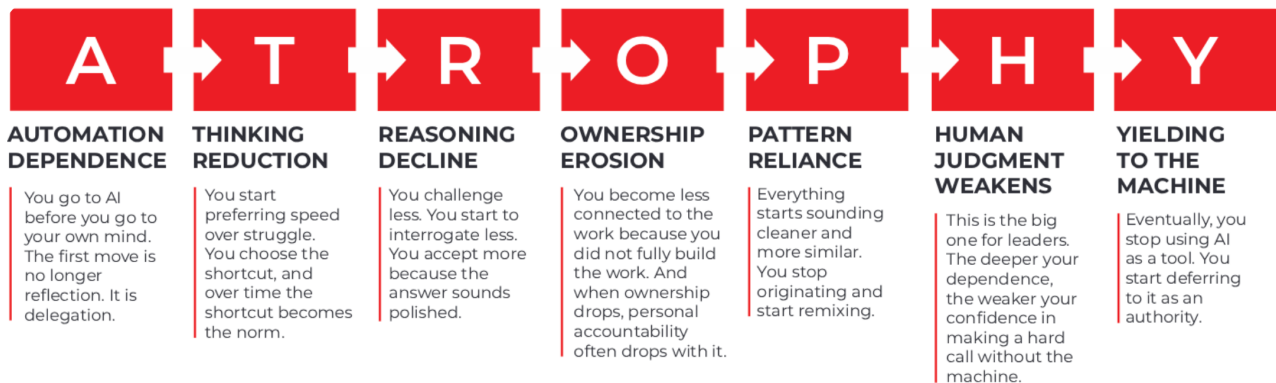 A
T
R
O
P
H
Y
AUTOMATION
DEPENDENCE
You go to AI
before you go to
your own mind.
The first move is
no longer
reflection. It is
delegation.
THINKING
REDUCTION
You start
preferring speed
over struggle.
You choose the
shortcut, and
over time the
shortcut becomes
the norm.
REASONING
DECLINE
You challenge
less. You start to
interrogate less.
You accept more
because the
answer sounds
polished.
OWNERSHIP
EROSION
You become less
connected to the
work because you
did not fully build
the work. And
when ownership
drops, personal
accountability
often drops with it.
PATTERN
RELIANCE
Everything
starts sounding
cleaner and
more similar.
You stop
originating and
start remixing.
HUMAN
JUDGMENT
WEAKENS
This is the big
one for leaders.
The deeper your
dependence,
the weaker your
confidence in
making a hard
call without the
machine.
YIELDING
TO THE
MACHINE
Eventually, you
stop using AI
as a tool. You
start deferring
to it as an
authority.